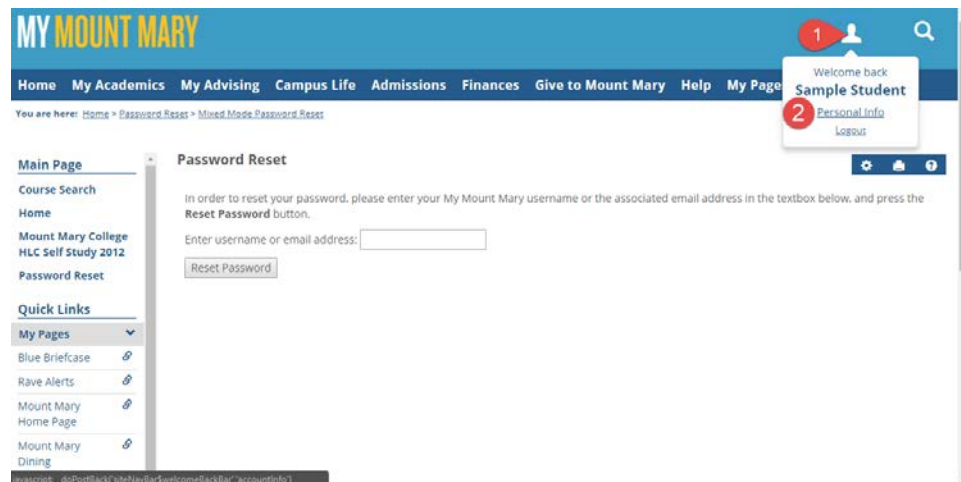 MY MOUNT MARY
1
Home My Academics My Advising Campus Life Admissions Finances Give to Mount Mary Help My Page
Welcome back
Sample Student
2 Personal Info
Logout
You are here: Home > Password Reset > Mixed Mode Password Reset
Main Page
Course Search
Home
Mount Mary College
HLC Self Study 2012
Password Reset
Quick Links
My Pages
Blue Briefcase
Rave Alerts
Mount Mary
Home Page
Mount Mary
Dining
Password Reset
In order to reset your password, please enter your My Mount Mary username or the associated email address in the textbox below, and press the
Reset Password button.
Enter username or email address:
Reset Password